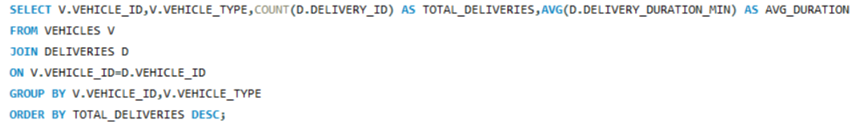 SELECT V.VEHICLE_ID,V.VEHICLE_TYPE,COUNT(D.DELIVERY_ID) AS TOTAL_DELIVERIES,AVG(D.DELIVERY_DURATION_MIN) AS AVG_DURATION
FROM VEHICLES V
JOIN DELIVERIES D
ON V.VEHICLE_ID=D.VEHICLE_ID
GROUP BY V.VEHICLE_ID,V.VEHICLE_TYPE
ORDER BY TOTAL_DELIVERIES DESC;